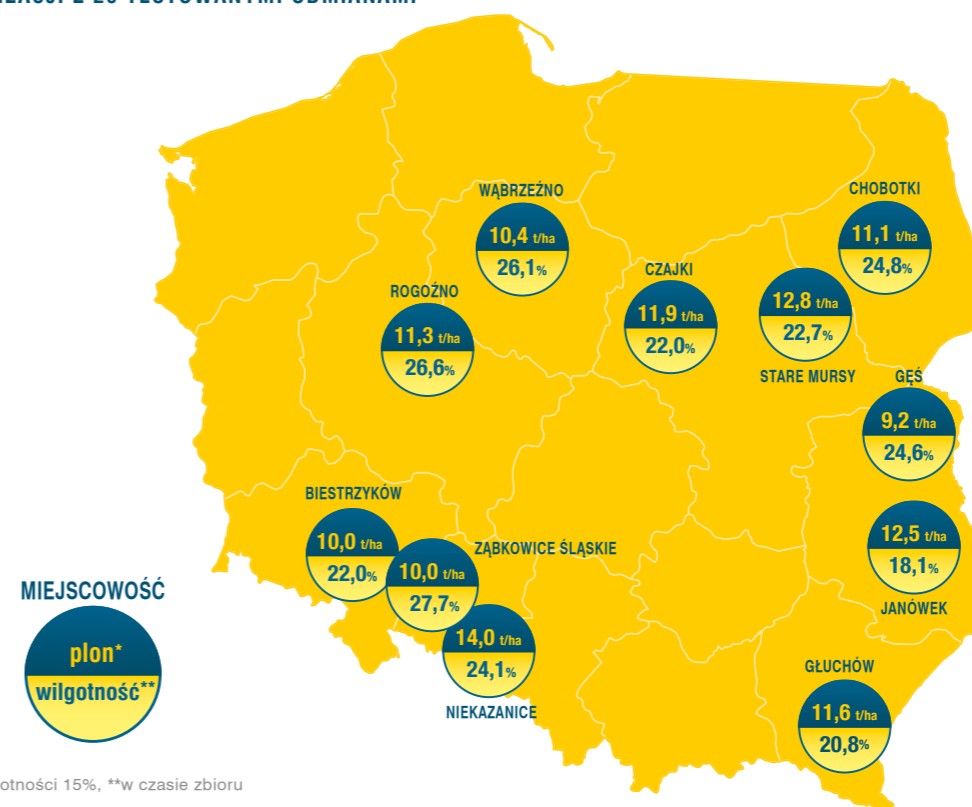 Z 20 TESTOWANYMI ODMIANAMI
WĄBRZEŹNO
10,4 t/ha
26,1%
CHOBOTKI
11,1 t/ha
24,8%
CZAJKI
11,9 t/ha
22,0%
12,8 t/ha
22,7%
STARE MURSY
ROGOŹNO
11,3 t/ha
26,6%
GĘŚ
9,2 t/ha
24,6%
BIESTRZYKÓW
10,0 t/ha
22,0%
ZĄBKOWICE ŚLĄSKIE
10,0 t/ha
27,7%
12,5 t/ha
18,1%
JANÓWEK
14,0 t/ha
24,1%
NIEKAZANICE
GŁUCHÓW
11,6 t/ha
20,8%
MIEJSCOWOŚĆ
plon*
wilgotność**
otności 15%, **w czasie zbioru